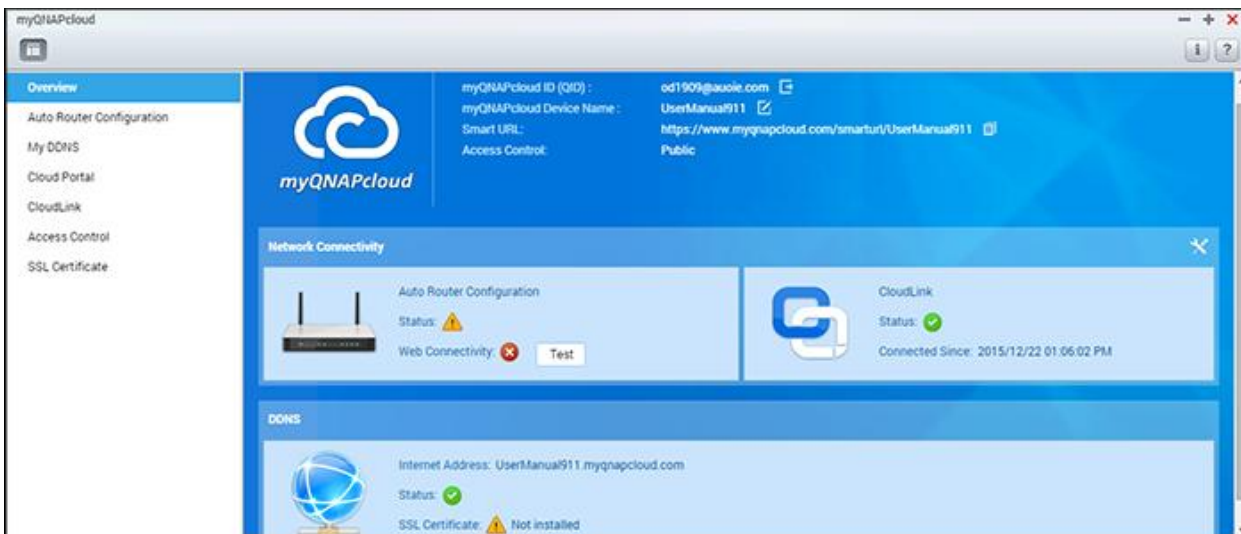 myQNAPcloud
Overview
Auto Router Configuration
My DDNS
Cloud Portal
CloudLink
Access Control
SSL Certificate
myQNAPcloud
myQNAPcloud ID (QID) : od1909@auoie.com
myQNAPcloud Device Name : UserManual911
Smart URL: https://www.myqnapcloud.com/smarturl/UserManual911
Access Control: Public
Network Connectivity
Auto Router Configuration
Status:
Web Connectivity: Test
CloudLink
Status:
Connected Since: 2015/12/22 01:06:02 PM
DDNS
Internet Address: UserManual911.myqnapcloud.com
Status:
SSL Certificate: Not installed